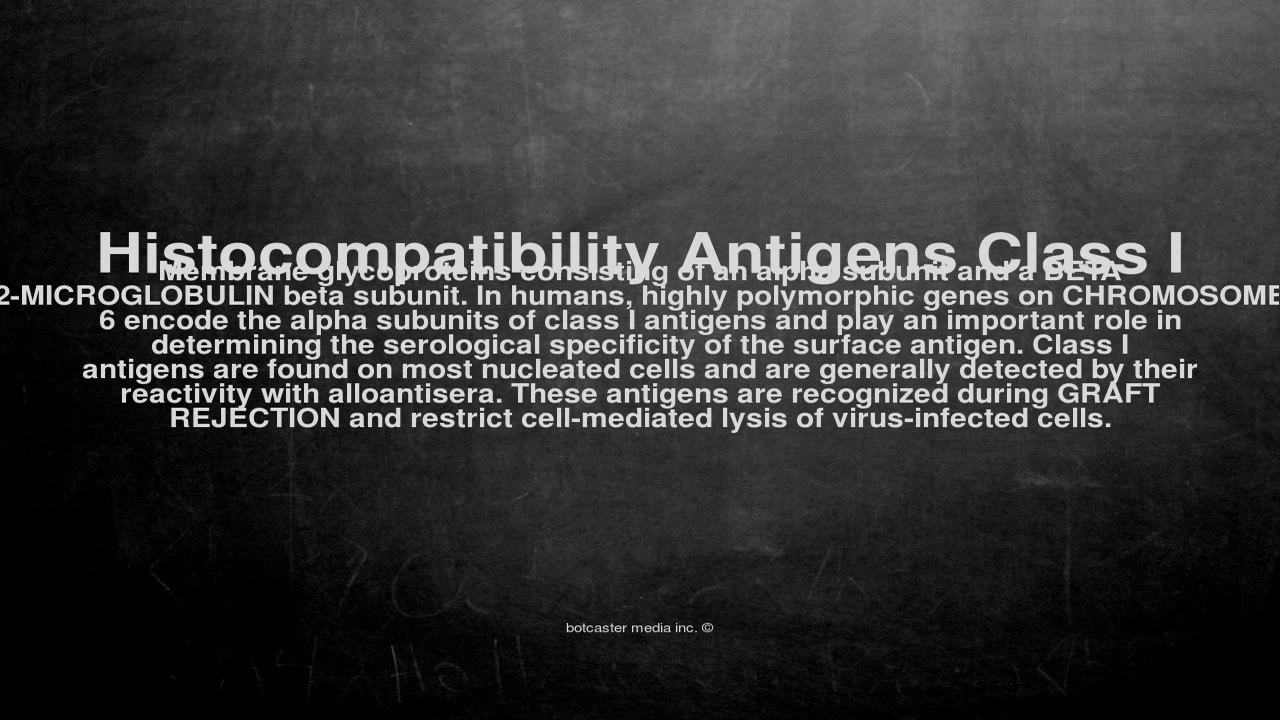 Histocompatibility Antigens Class I
Membrane glycoproteins consisting of an alpha subunit and a BETA
2-MICROGLOBULIN beta subunit. In humans, highly polymorphic genes on CHROMOSOME
6 encode the alpha subunits of class I antigens and play an important role in
determining the serological specificity of the surface antigen. Class I
antigens are found on most nucleated cells and are generally detected by their
reactivity with alloantisera. These antigens are recognized during GRAFT
REJECTION and restrict cell-mediated lysis of virus-infected cells.
botcaster media inc. ©